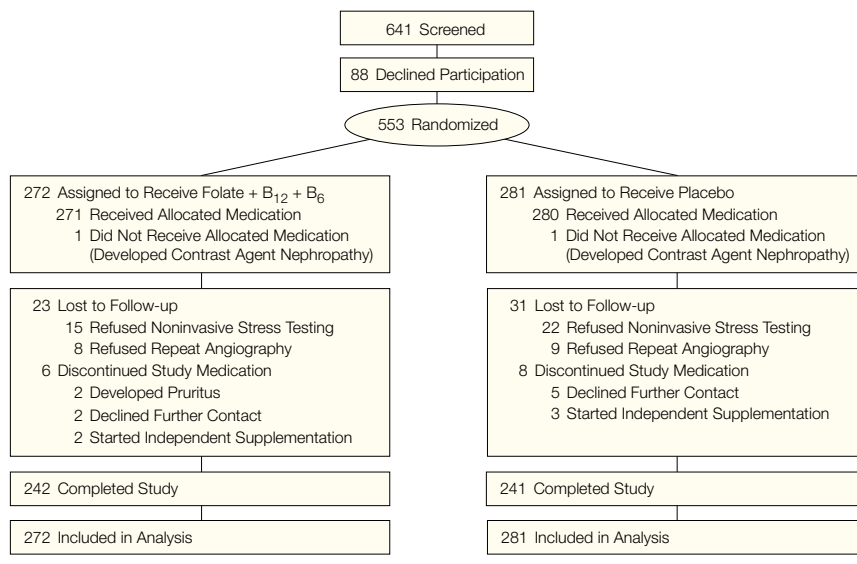 641 Screened
88 Declined Participation
553 Randomized
272 Assigned to Receive Folate + B12 + B6
271 Received Allocated Medication
1 Did Not Receive Allocated Medication
(Developed Contrast Agent Nephropathy)
23 Lost to Follow-up
15 Refused Noninvasive Stress Testing
8 Refused Repeat Angiography
6 Discontinued Study Medication
2 Developed Pruritus
2 Declined Further Contact
2 Started Independent Supplementation
242 Completed Study
272 Included in Analysis
281 Assigned to Receive Placebo
280 Received Allocated Medication
1 Did Not Receive Allocated Medication
(Developed Contrast Agent Nephropathy)
31 Lost to Follow-up
22 Refused Noninvasive Stress Testing
9 Refused Repeat Angiography
8 Discontinued Study Medication
5 Declined Further Contact
3 Started Independent Supplementation
241 Completed Study
281 Included in Analysis